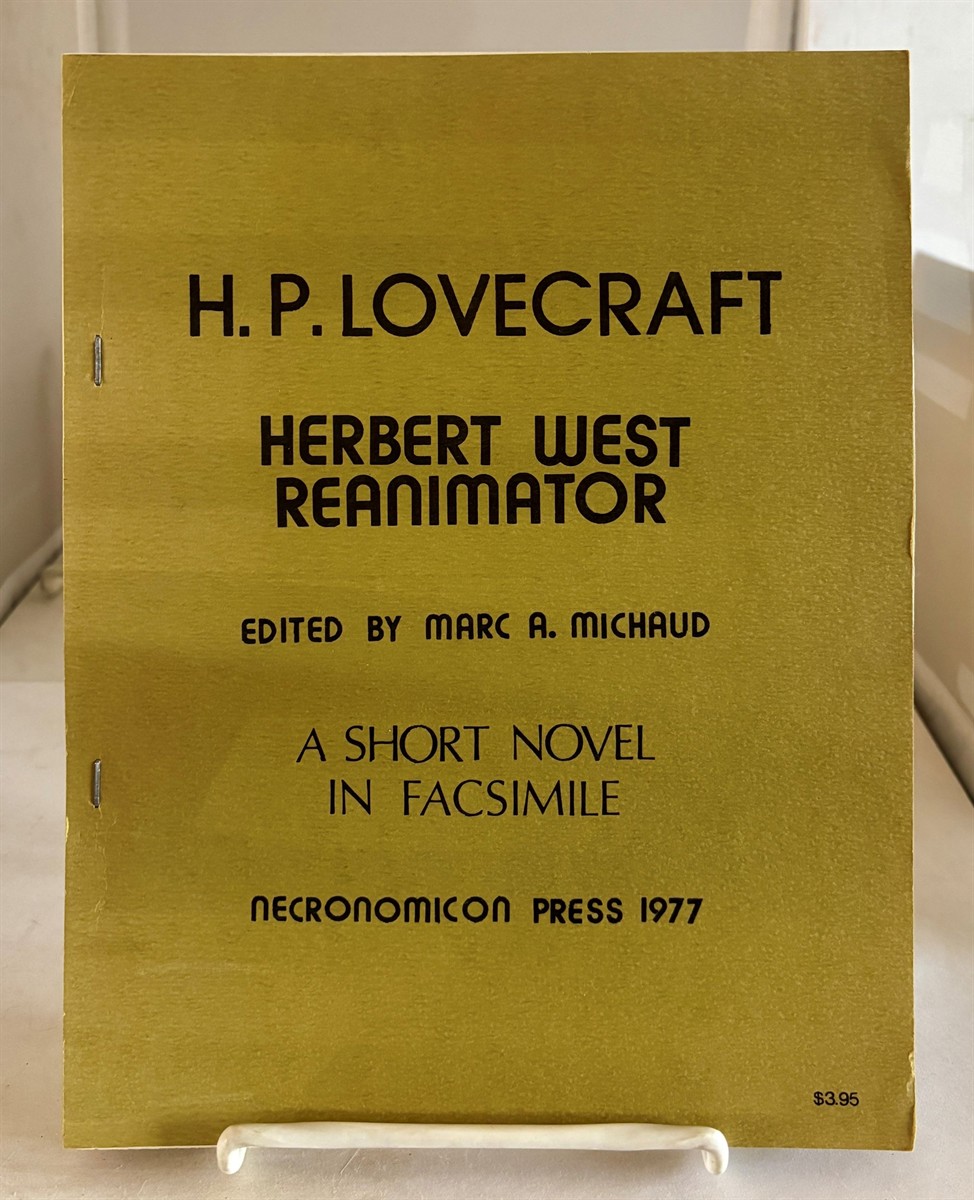 H. P. LOVECRAFT
HERBERT WEST
REANIMATOR
EDITED BY MARC A. MICHAUD
A SHORT NOVEL
IN FACSIMILE
NECRONOMICON PRESS 1977
$3.95